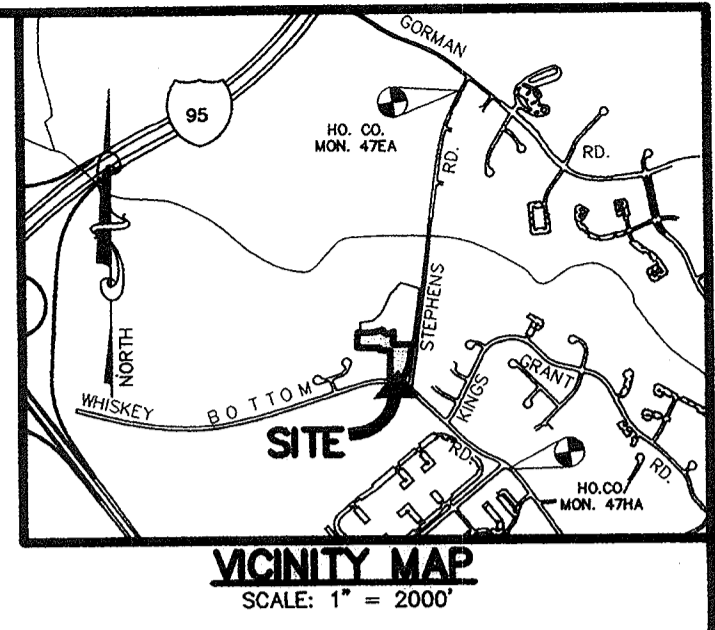 GORMAN
RD.
95
HO. CO.
MON. 47EA
RD.
STEPHENS
NORTH
WHISKEY
BOTTOM
RD.
KINGS
GRANT
RD.
SITE
HO.CO.
MON. 47HA
VICINITY MAP
SCALE: 1" = 2000'